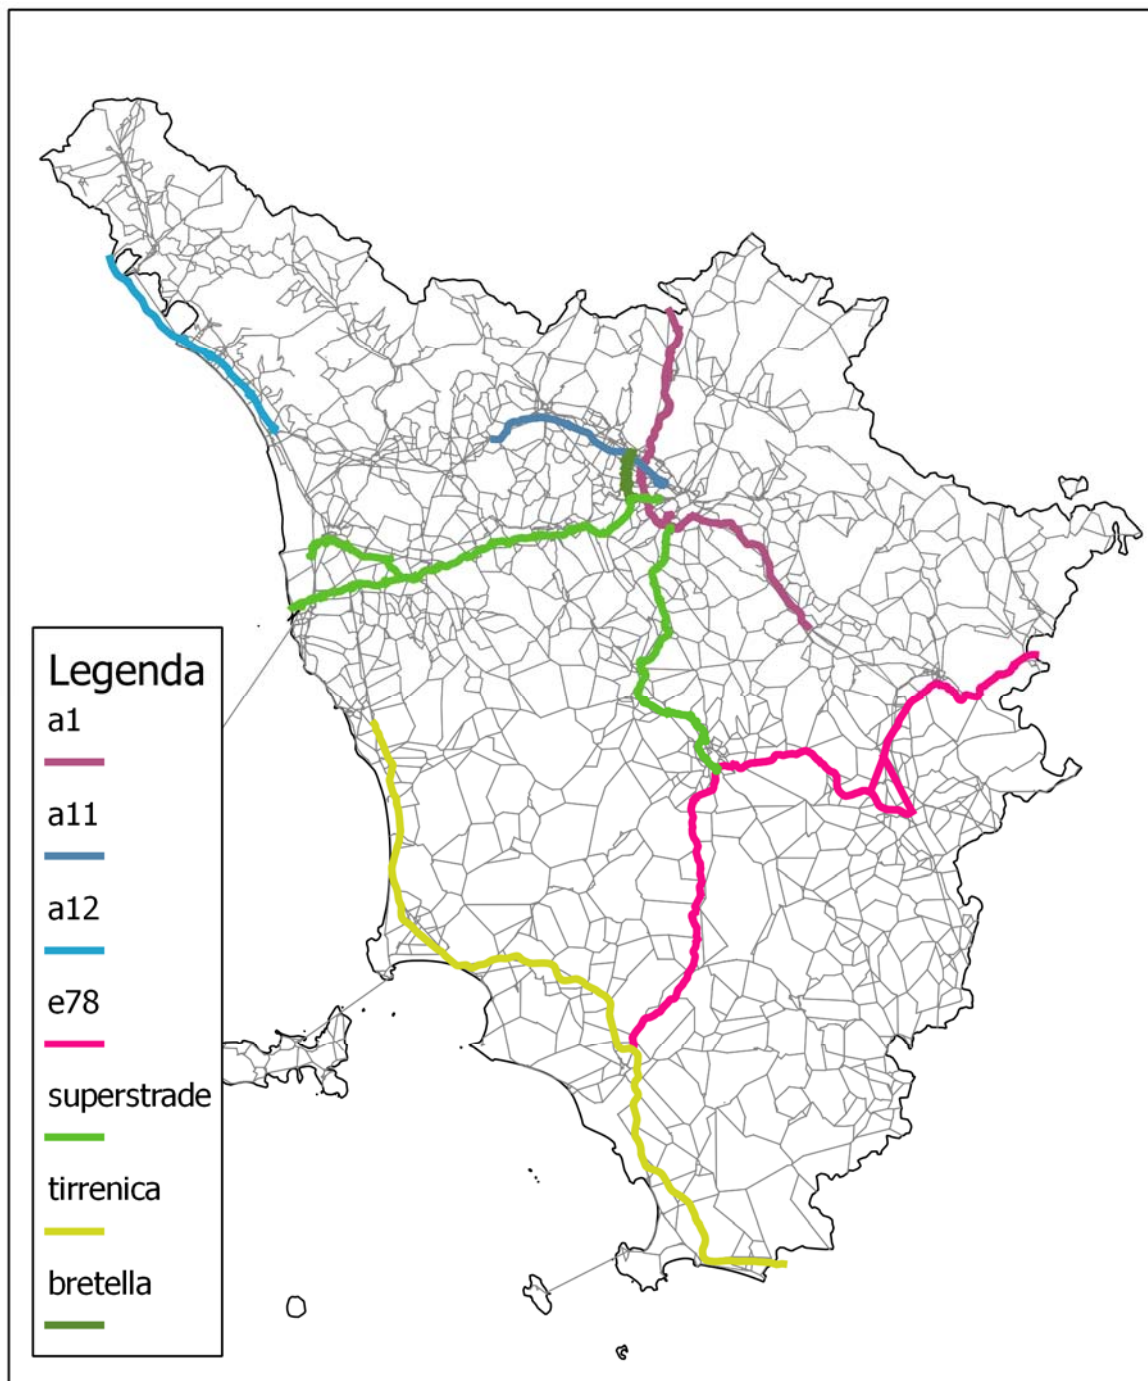 Legenda
a1
a11
a12
e78
superstrade
tirrenica
bretella